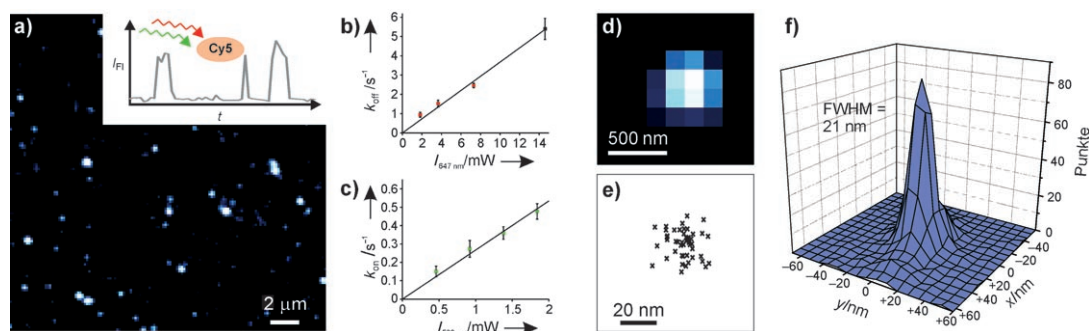 a)
Cy5
I_Fl
t
2 μm
b)
k_off /s⁻¹
6
5
4
3
2
1
0
0 2 4 6 8 10 12 14
I_647 nm/mW
c)
k_on /s⁻¹
0.6
0.5
0.4
0.3
0.2
0.1
0
0 0.5 1 1.5 2
/mW
d)
500 nm
e)
20 nm
f)
FWHM =
21 nm
Punkte
80
60
40
20
0
–60
–40
–20
0
+20
+40
+60
y/nm
–40
–20
0
+20
+40
+60
x/nm